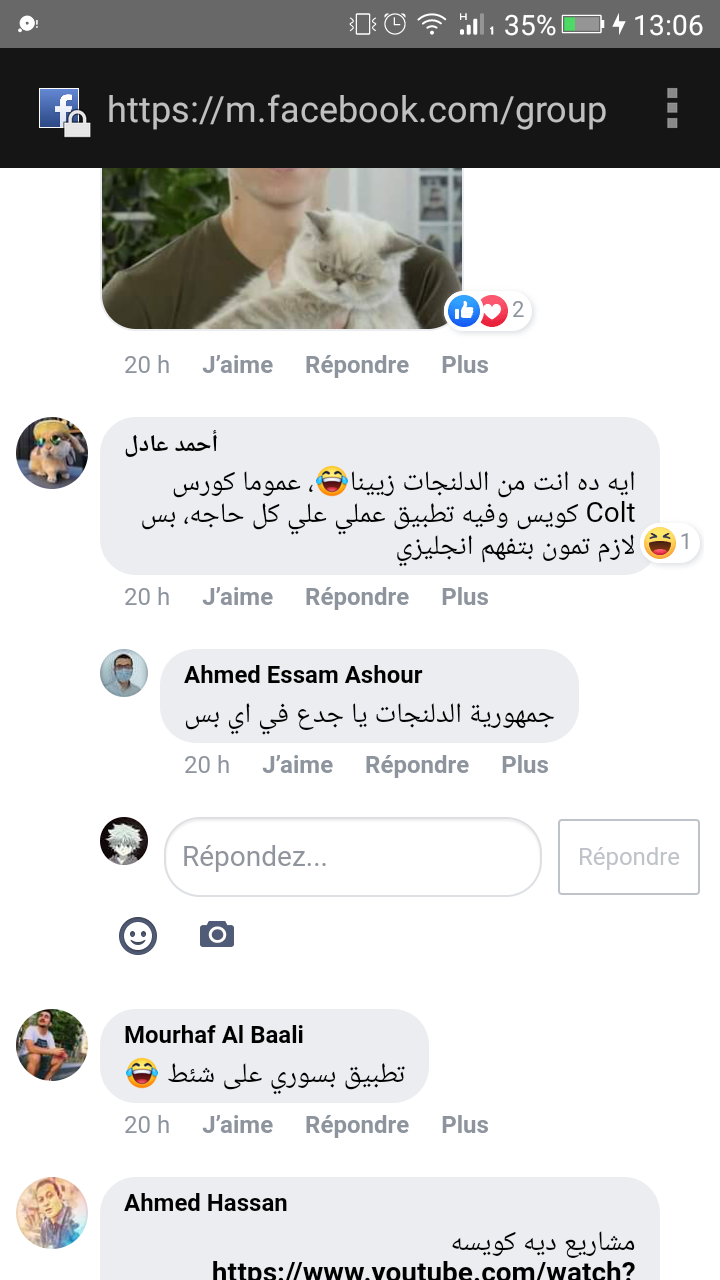 35% 13:06
https://m.facebook.com/group
2
20 h J'aime Répondre Plus
أحمد عادل
ايه ده انت من الدلنجات زيينا😂، عموما كورس
Colt كويس وفيه تطبيق عملي علي كل حاجه، بس
لازم تمون بتفهم انجليزي
1
20 h J'aime Répondre Plus
Ahmed Essam Ashour
جمهورية الدلنجات يا جدع في اي بس
20 h J'aime Répondre Plus
Répondez...
Répondre
Mourhaf Al Baali
تطبيق بسوري على شئط 😂
20 h J'aime Répondre Plus
Ahmed Hassan
مشاريع ديه كويسه
https://www.youtube.com/watch?